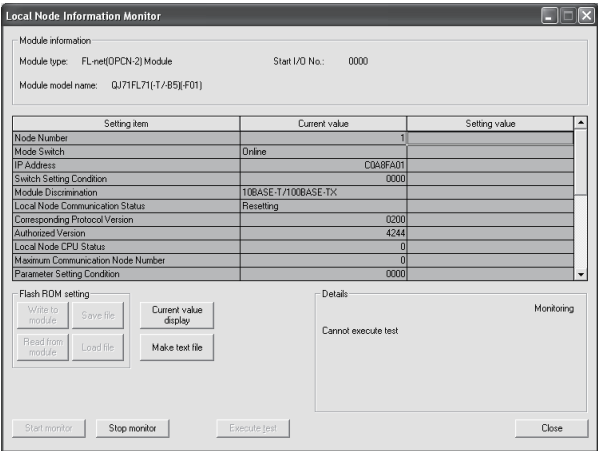 Local Node Information Monitor
Module information
Module type: FL-net(OPCN-2) Module Start I/O No.: 0000
Module model name: QJ71FL71(-T/-B5)(-F01)
Setting item Current value Setting value
Node Number 1
Mode Switch Online
IP Address C0A8FA01
Switch Setting Condition 0000
Module Discrimination 10BASE-T/100BASE-TX
Local Node Communication Status Resetting
Corresponding Protocol Version 0200
Authorized Version 4244
Local Node CPU Status 0
Maximum Communication Node Number 0
Parameter Setting Condition 0000
Flash ROM setting
Write to
module
Save file
Read from
module
Load file
Current value
display
Make text file
Details
Monitoring
Cannot execute test
Start monitor Stop monitor Execute test Close